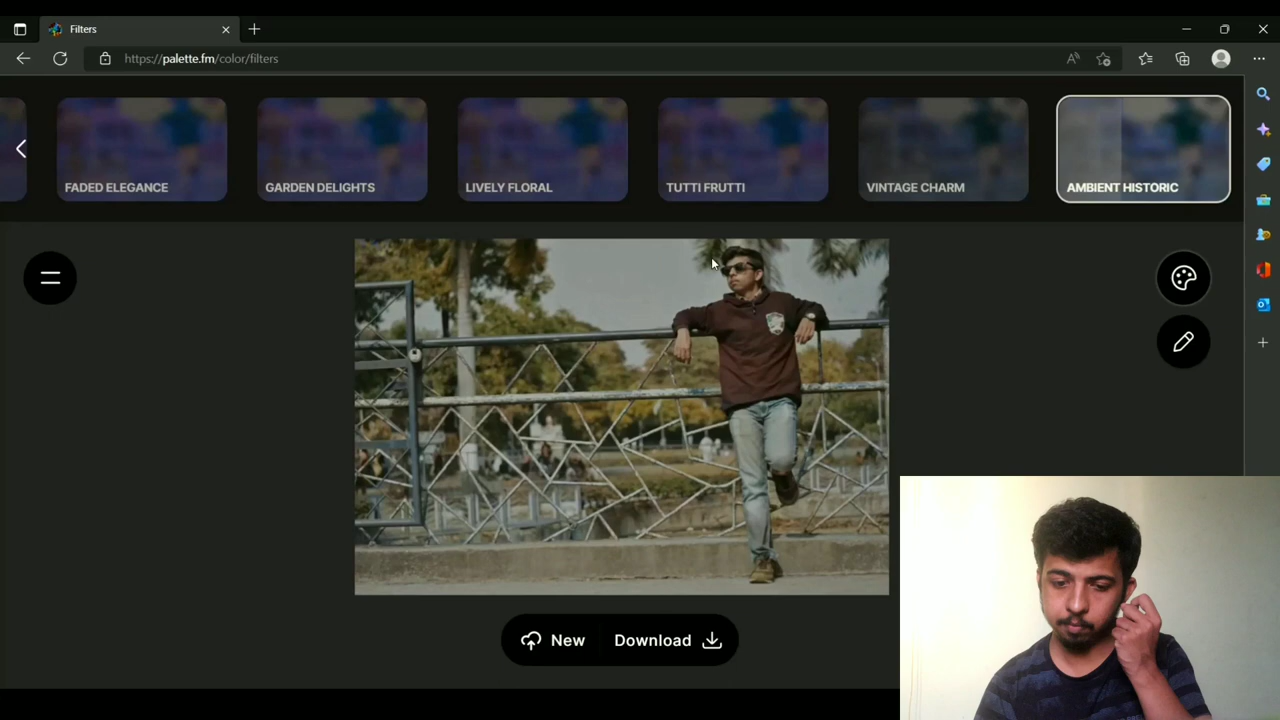 Filters
https://palette.fm/color/filters
FADED ELEGANCE
GARDEN DELIGHTS
LIVELY FLORAL
TUTTI FRUTTI
VINTAGE CHARM
AMBIENT HISTORIC
New
Download